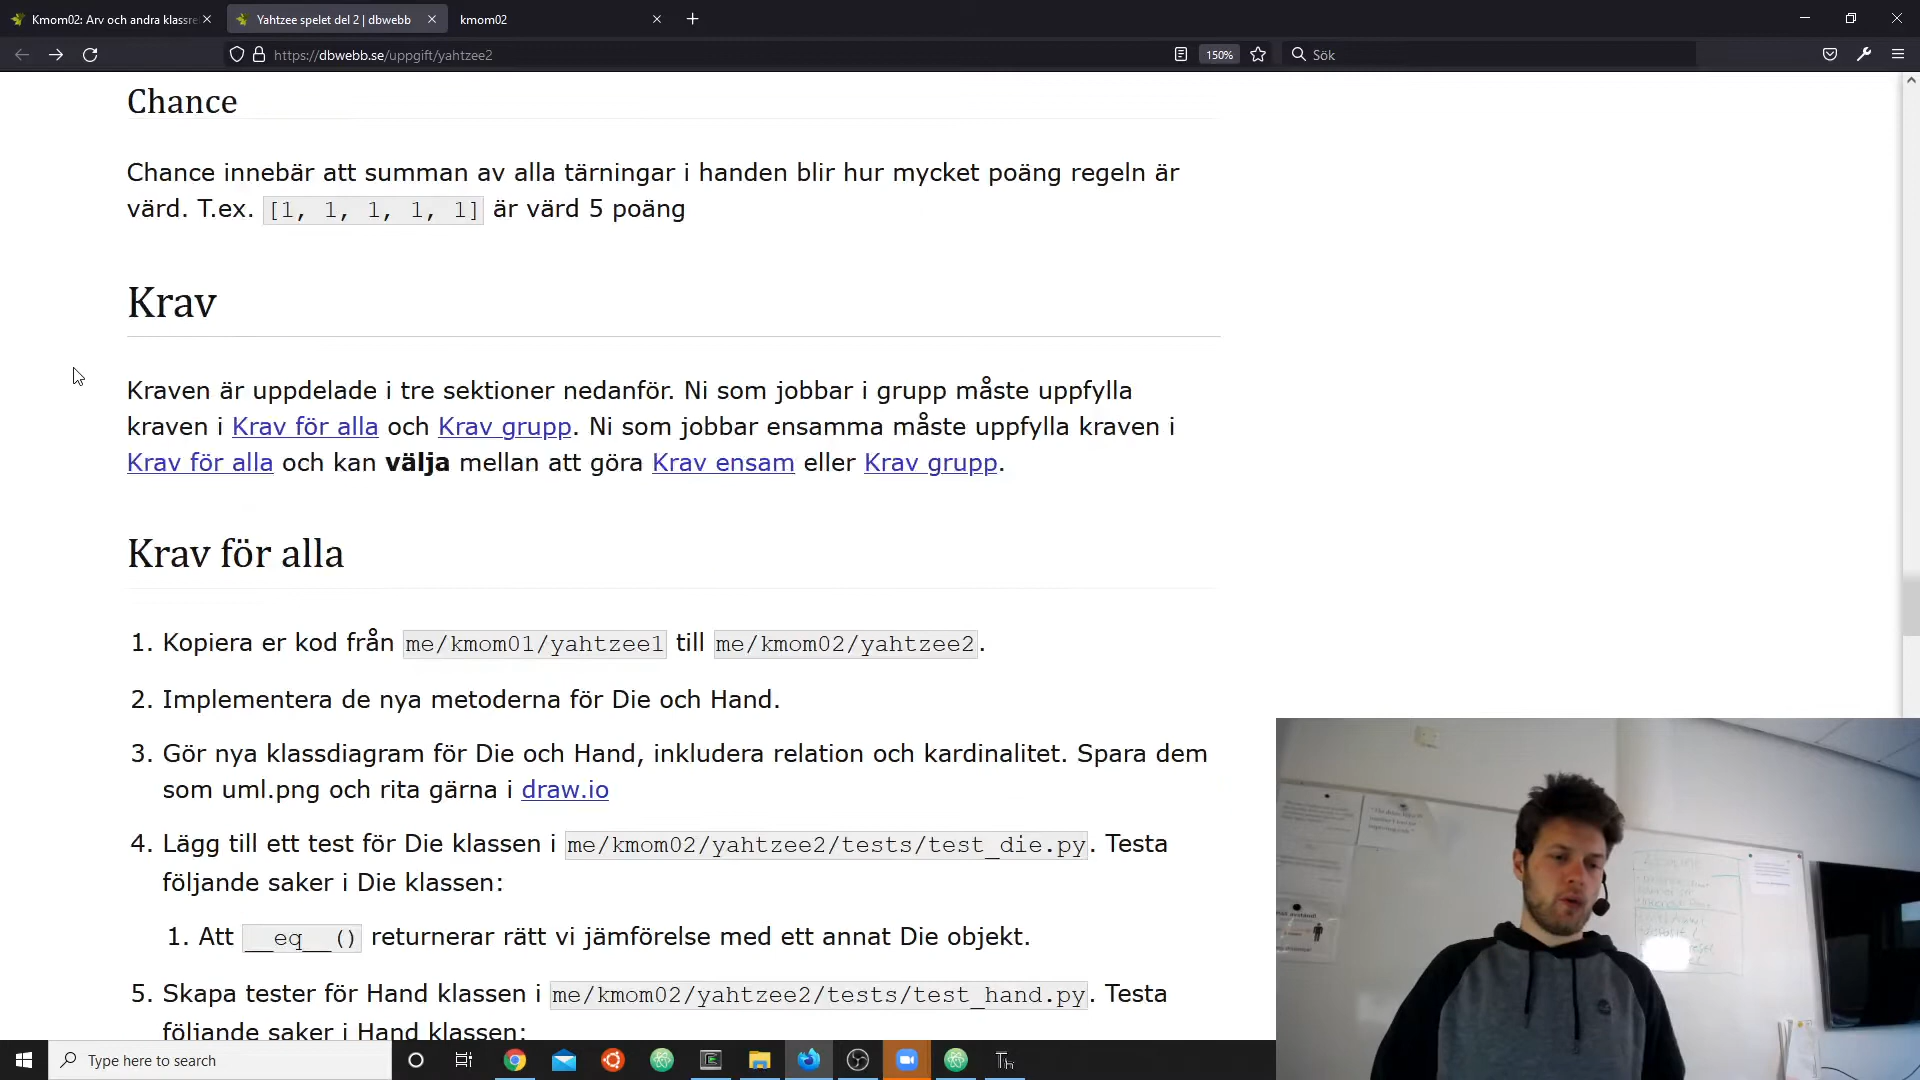 Kmom02: Arv och andra klassre
Yahtzee spelet del 2 | dbwebb
kmom02
https://dbwebb.se/uppgift/yahtzee2
150%
Sök
Chance
Chance innebär att summan av alla tärningar i handen blir hur mycket poäng regeln är
värd. T.ex. [1, 1, 1, 1, 1] är värd 5 poäng
Krav
Kraven är uppdelade i tre sektioner nedanför. Ni som jobbar i grupp måste uppfylla
kraven i Krav för alla och Krav grupp. Ni som jobbar ensamma måste uppfylla kraven i
Krav för alla och kan välja mellan att göra Krav ensam eller Krav grupp.
Krav för alla
1. Kopiera er kod från me/kmom01/yahtzee1 till me/kmom02/yahtzee2.
2. Implementera de nya metoderna för Die och Hand.
3. Gör nya klassdiagram för Die och Hand, inkludera relation och kardinalitet. Spara dem
som uml.png och rita gärna i draw.io
4. Lägg till ett test för Die klassen i me/kmom02/yahtzee2/tests/test_die.py. Testa
följande saker i Die klassen:
1. Att __eq__() returnerar rätt vi jämförelse med ett annat Die objekt.
5. Skapa tester för Hand klassen i me/kmom02/yahtzee2/tests/test_hand.py. Testa
följande saker i Hand klassen:
Type here to search